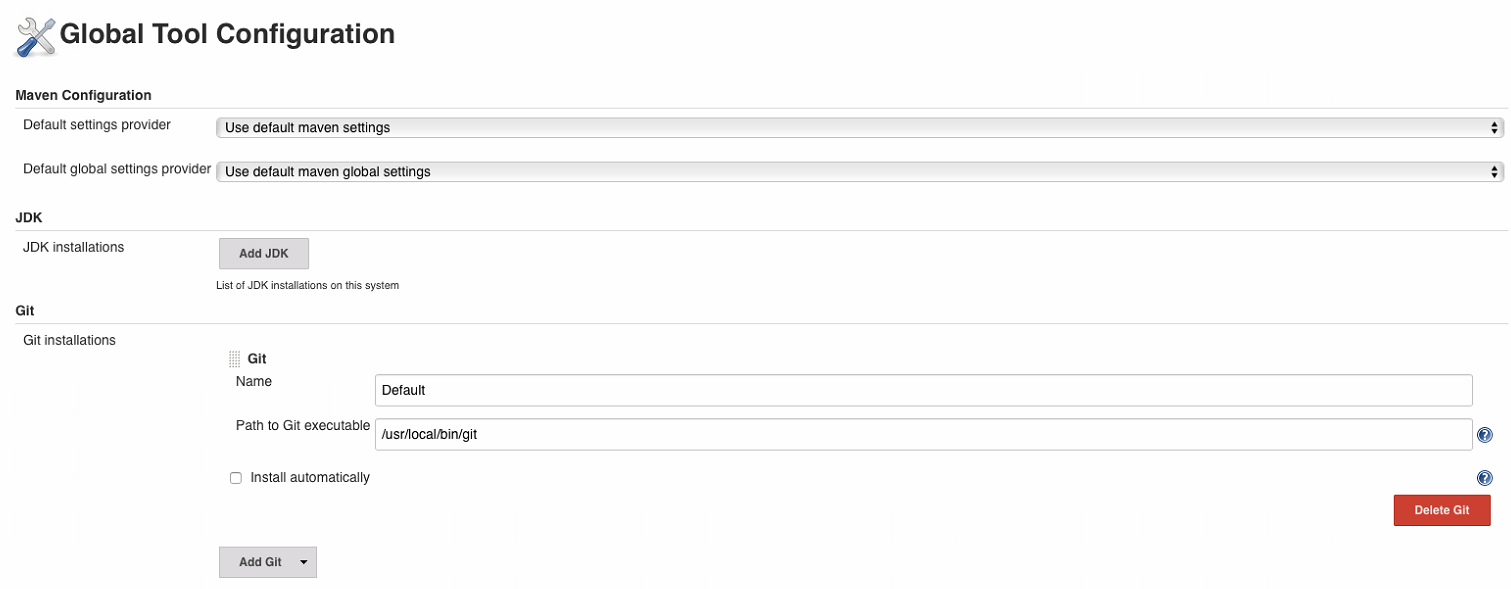 Global Tool Configuration
Maven Configuration
Default settings provider
Use default maven settings
Default global settings provider
Use default maven global settings
JDK
JDK installations
Add JDK
List of JDK installations on this system
Git
Git installations
Git
Name
Default
Path to Git executable
/usr/local/bin/git
?
Install automatically
?
Delete Git
Add Git